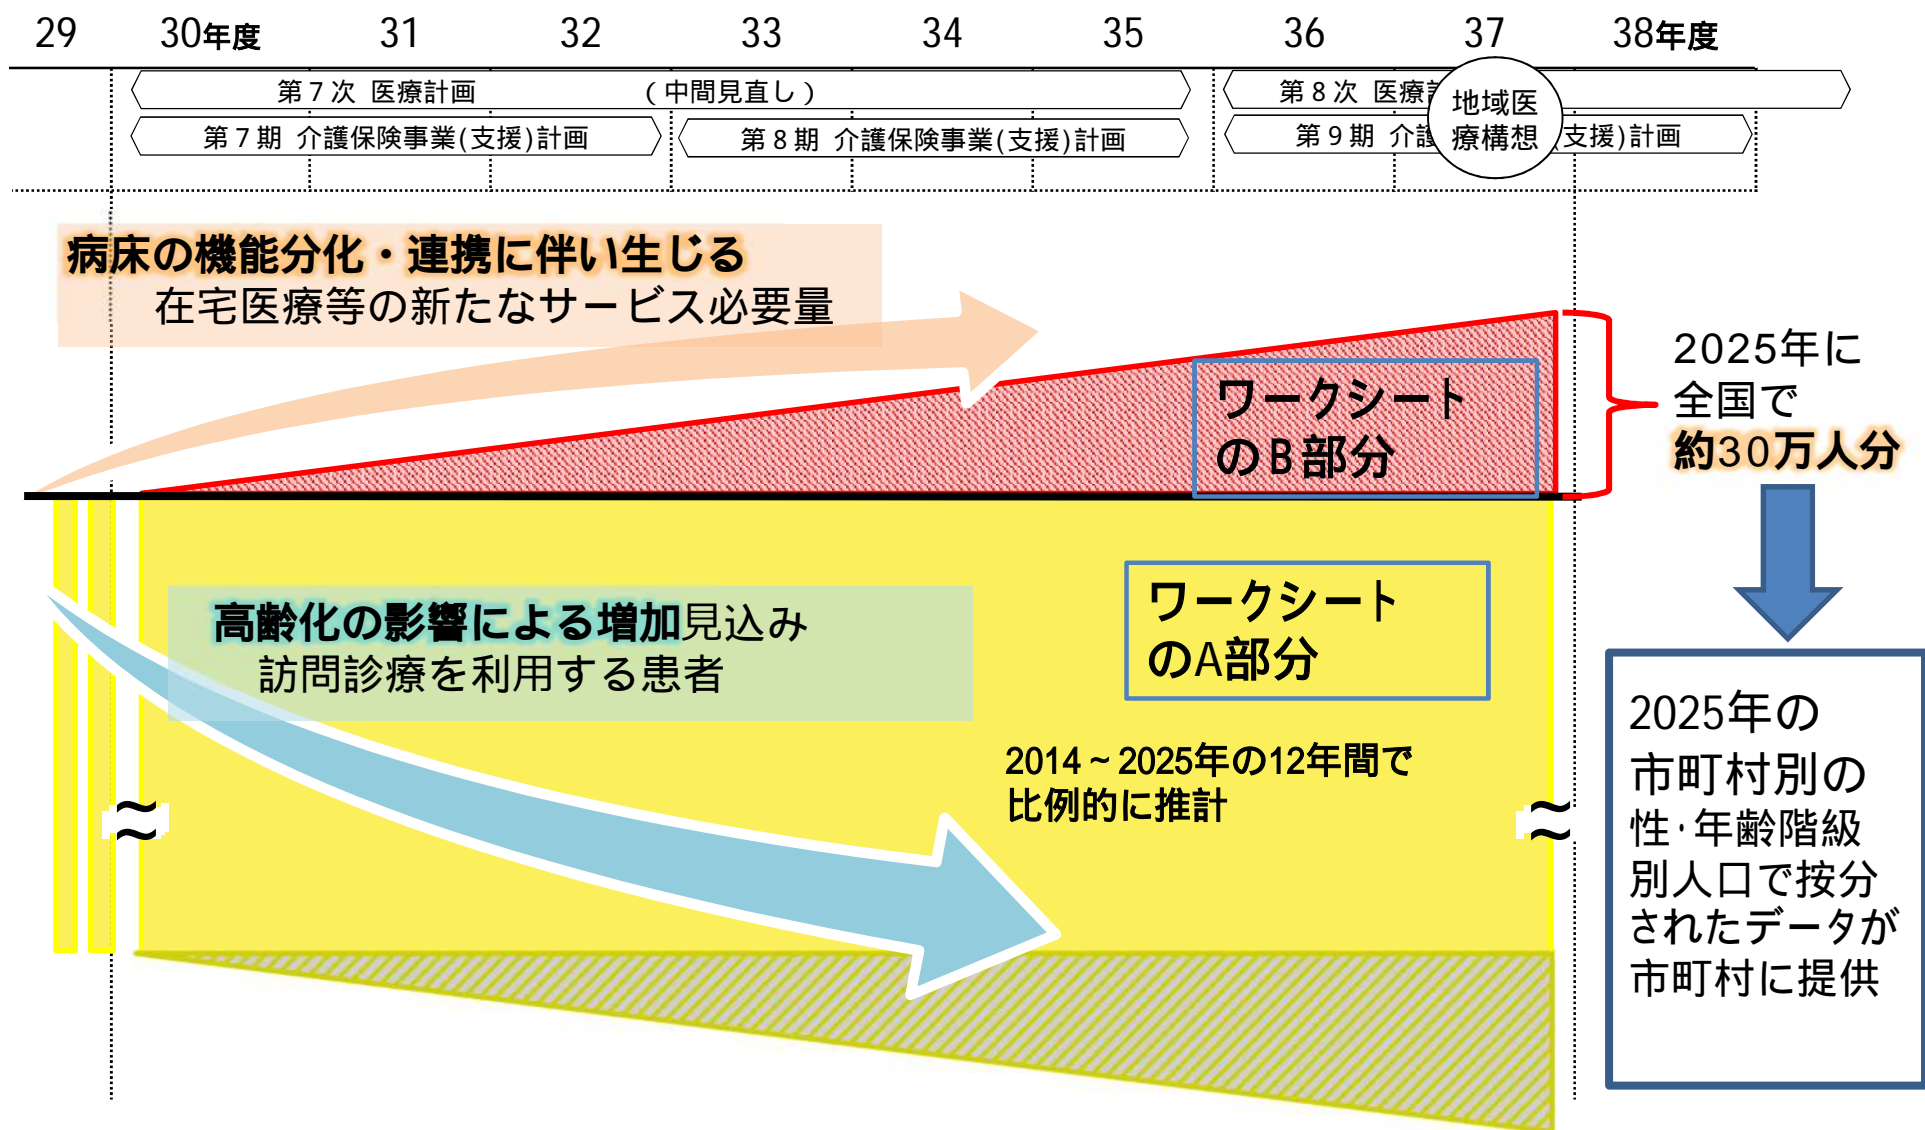 29 30年度 31 32 33 34 35 36 37 38年度
第7次 医療計画 (中間見直し)
第8次 医療
第7期 介護保険事業(支援)計画
第8期 介護保険事業(支援)計画
第9期 介護 支援)計画
地域医
療構想
病床の機能分化・連携に伴い生じる
在宅医療等の新たなサービス必要量
ワークシート
のB部分
2025年に
全国で
約30万人分
高齢化の影響による増加見込み
訪問診療を利用する患者
ワークシート
のA部分
2014~2025年の12年間で
比例的に推計
≈
≈
2025年の
市町村別の
性・年齢階級
別人口で按分
されたデータが
市町村に提供